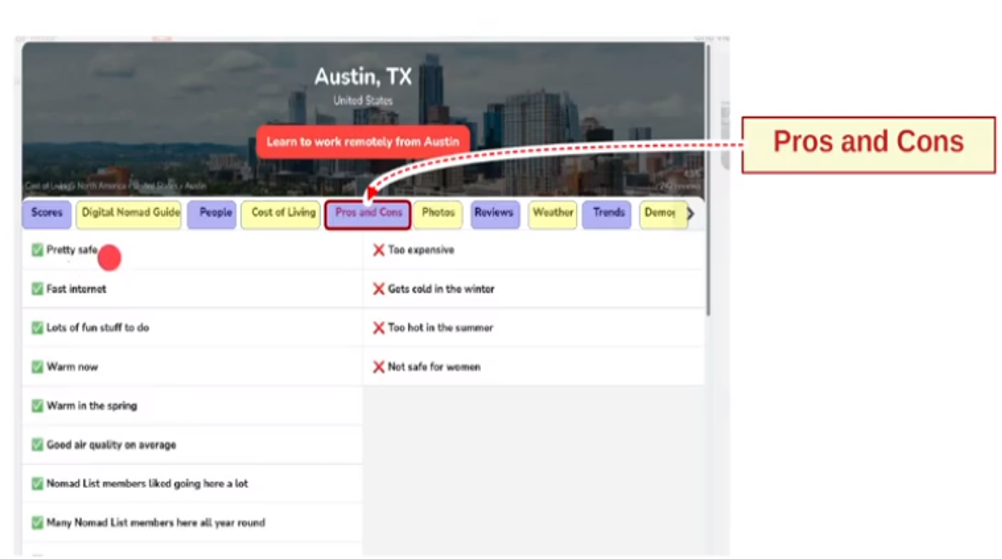 Austin, TX
United States
Learn to work remotely from Austin
Pros and Cons
Cost of Living › North America › United States › Austin
Scores
Digital Nomad Guide
People
Cost of Living
Pros and Cons
Photos
Reviews
Weather
Trends
✅ Pretty safe
❌ Too expensive
✅ Fast internet
❌ Gets cold in the winter
✅ Lots of fun stuff to do
❌ Too hot in the summer
✅ Warm now
❌ Not safe for women
✅ Warm in the spring
✅ Good air quality on average
✅ Nomad List members liked going here a lot
✅ Many Nomad List members here all year round